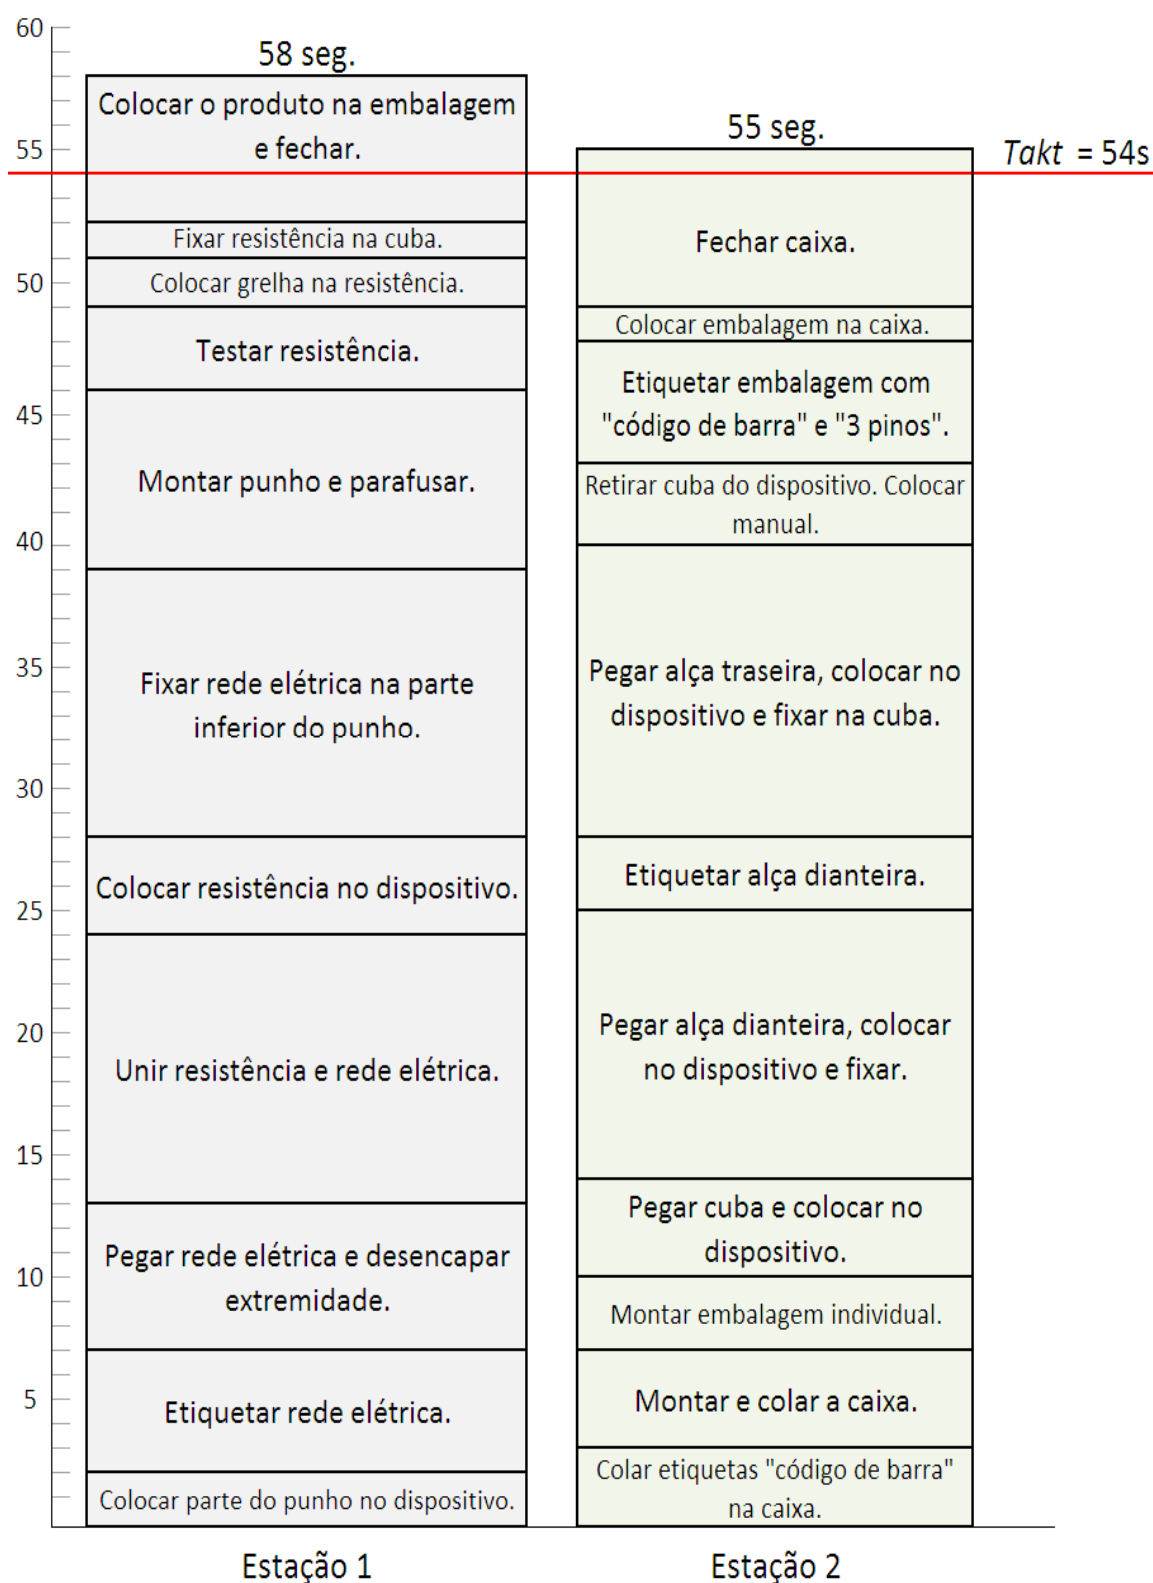 60
58 seg.
Colocar o produto na embalagem
e fechar.
55 seg.
55
Takt = 54s
Fixar resistência na cuba.
Fechar caixa.
50
Colocar grelha na resistência.
Colocar embalagem na caixa.
Testar resistência.
Etiquetar embalagem com
"código de barra" e "3 pinos".
45
Montar punho e parafusar.
Retirar cuba do dispositivo. Colocar
manual.
40
35
Fixar rede elétrica na parte
inferior do punho.
Pegar alça traseira, colocar no
dispositivo e fixar na cuba.
30
Colocar resistência no dispositivo.
Etiquetar alça dianteira.
25
20
Unir resistência e rede elétrica.
Pegar alça dianteira, colocar
no dispositivo e fixar.
15
Pegar rede elétrica e desencapar
extremidade.
Pegar cuba e colocar no
dispositivo.
10
Montar embalagem individual.
5
Etiquetar rede elétrica.
Montar e colar a caixa.
Colocar parte do punho no dispositivo.
Colar etiquetas "código de barra"
na caixa.
Estação 1
Estação 2